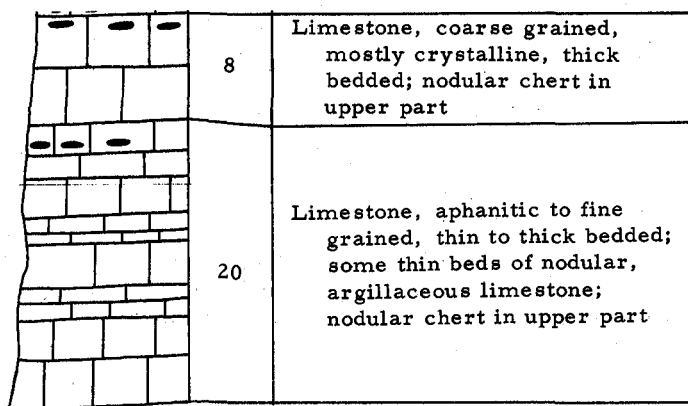 8
Limestone, coarse grained,
mostly crystalline, thick
bedded; nodular chert in
upper part
20
Limestone, aphanitic to fine
grained, thin to thick bedded;
some thin beds of nodular,
argillaceous limestone;
nodular chert in upper part